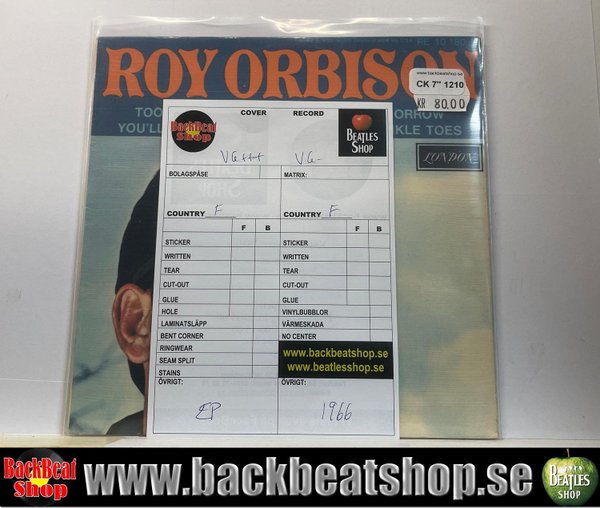 RE 10 180
ROY ORBISON
www.backbeatshop.se
CK 7" 1210
KR 80.00
TOO
YOU'LL
KLE TOES
LONDON
COVER RECORD
BackBeat
Shop
BEATLES
SHOP
VG+++ VG-
BOLAGSPÅSE MATRIX:
COUNTRY F COUNTRY F
F B F B
STICKER STICKER
WRITTEN WRITTEN
TEAR TEAR
CUT-OUT CUT-OUT
GLUE GLUE
HOLE VINYLBUBBLOR
LAMINATSLÄPP VÄRMESKADA
BENT CORNER NO CENTER
RINGWEAR
SEAM SPLIT
STAINS
www.backbeatshop.se
www.beatlesshop.se
ÖVRIGT: ÖVRIGT:
EP 1966
BackBeat
Shop
www.backbeatshop.se
BEATLES
SHOP